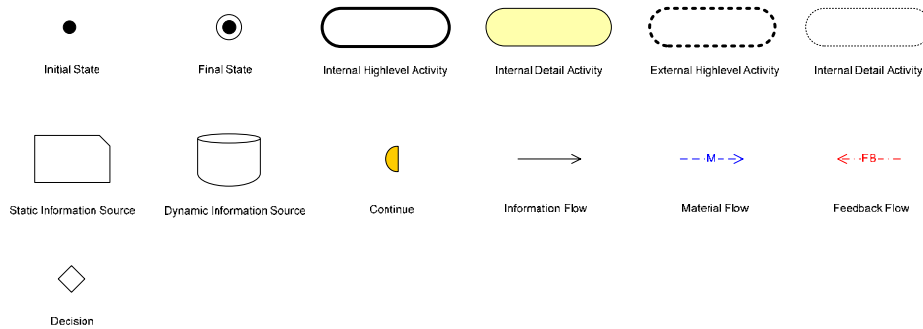 Initial State
Final State
Internal Highlevel Activity
Internal Detail Activity
External Highlevel Activity
Internal Detail Activity
M
FB
Static Information Source
Dynamic Information Source
Continue
Information Flow
Material Flow
Feedback Flow
Decision